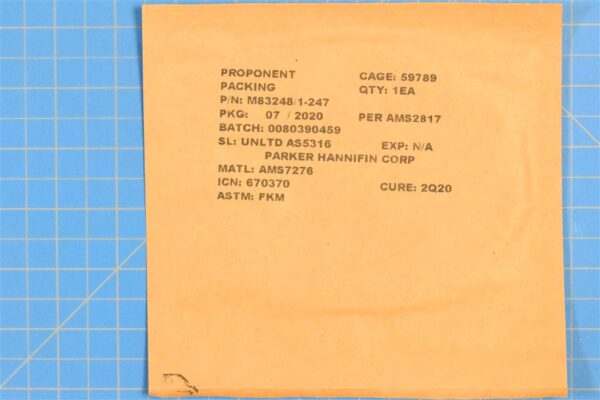 PROPONENT CAGE: 59789
PACKING QTY: 1EA
P/N: M83248/1-247
PKG: 07 / 2020 PER AMS2817
BATCH: 0080390459
SL: UNLTD AS5316 EXP: N/A
PARKER HANNIFIN CORP
MATL: AMS7276
ICN: 670370 CURE: 2Q20
ASTM: FKM